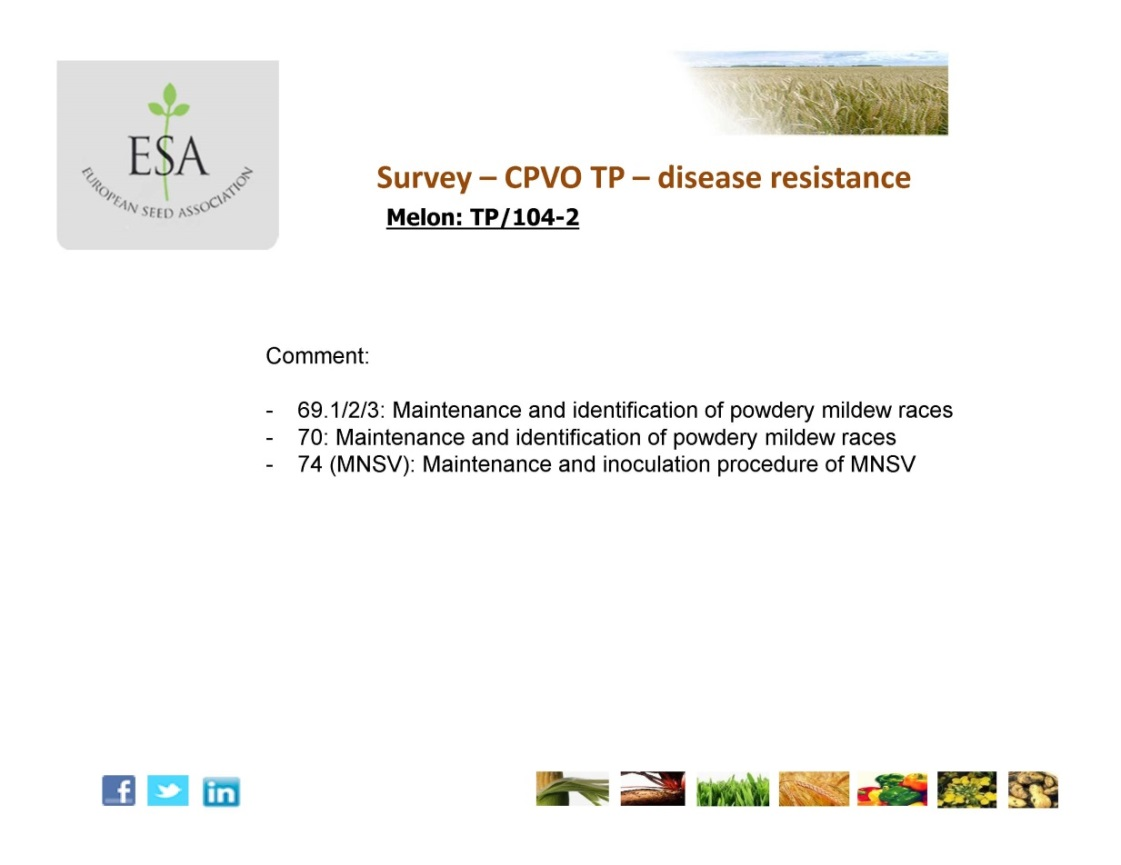 ESA
EUROPEAN SEED ASSOCIATION
Survey – CPVO TP – disease resistance
Melon: TP/104-2
Comment:
- 69.1/2/3: Maintenance and identification of powdery mildew races
- 70: Maintenance and identification of powdery mildew races
- 74 (MNSV): Maintenance and inoculation procedure of MNSV
f
in